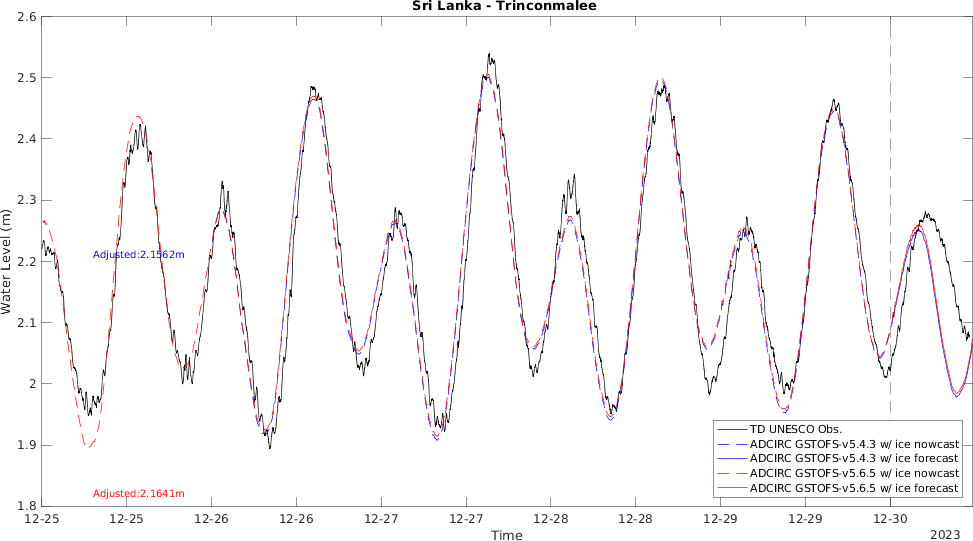 Sri Lanka - Trinconmalee
2.6
2.5
2.4
2.3
2.2
2.1
2
1.9
1.8
Water Level (m)
Adjusted:2.1562m
Adjusted:2.1641m
TD UNESCO Obs.
ADCIRC GSTOFS-v5.4.3 w/ ice nowcast
ADCIRC GSTOFS-v5.4.3 w/ ice forecast
ADCIRC GSTOFS-v5.6.5 w/ ice nowcast
ADCIRC GSTOFS-v5.6.5 w/ ice forecast
12-25 12-25 12-26 12-26 12-27 12-27 12-28 12-28 12-29 12-29 12-30
Time
2023